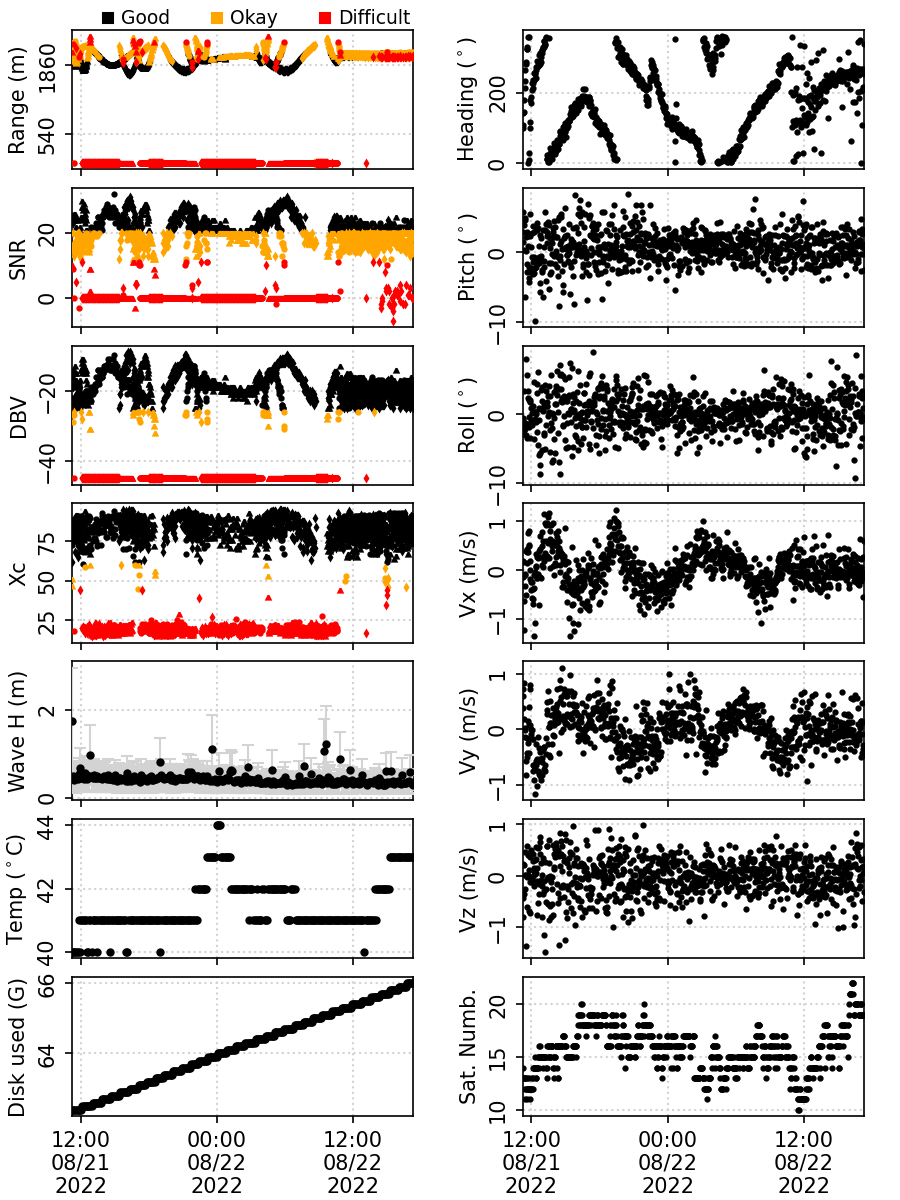 Good Okay Difficult
Range (m)
1860
540
Heading (°)
200
0
SNR
20
0
Pitch (°)
0
−10
DBV
−20
−40
Roll (°)
0
−10
Xc
75
50
25
Vx (m/s)
1
0
−1
Wave H (m)
2
0
Vy (m/s)
1
0
−1
Temp (°C)
44
42
40
Vz (m/s)
1
0
−1
Disk used (G)
66
64
Sat. Numb.
20
15
10
12:00 00:00 12:00
08/21 08/22 08/22
2022 2022 2022
12:00 00:00 12:00
08/21 08/22 08/22
2022 2022 2022